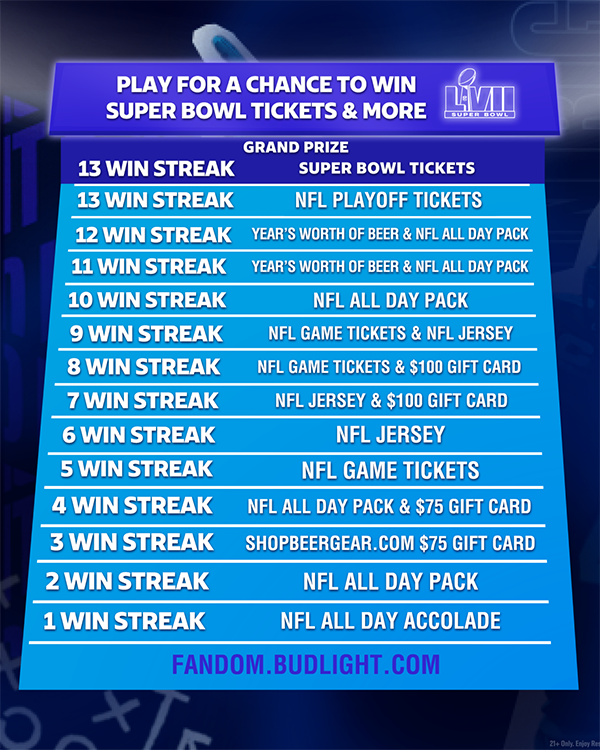 PLAY FOR A CHANCE TO WIN
SUPER BOWL TICKETS & MORE
LVII
SUPER BOWL
GRAND PRIZE
13 WIN STREAK SUPER BOWL TICKETS
13 WIN STREAK NFL PLAYOFF TICKETS
12 WIN STREAK YEAR'S WORTH OF BEER & NFL ALL DAY PACK
11 WIN STREAK YEAR'S WORTH OF BEER & NFL ALL DAY PACK
10 WIN STREAK NFL ALL DAY PACK
9 WIN STREAK NFL GAME TICKETS & NFL JERSEY
8 WIN STREAK NFL GAME TICKETS & $100 GIFT CARD
7 WIN STREAK NFL JERSEY & $100 GIFT CARD
6 WIN STREAK NFL JERSEY
5 WIN STREAK NFL GAME TICKETS
4 WIN STREAK NFL ALL DAY PACK & $75 GIFT CARD
3 WIN STREAK SHOPBEERGEAR.COM $75 GIFT CARD
2 WIN STREAK NFL ALL DAY PACK
1 WIN STREAK NFL ALL DAY ACCOLADE
FANDOM.BUDLIGHT.COM
21+ Only. Enjoy